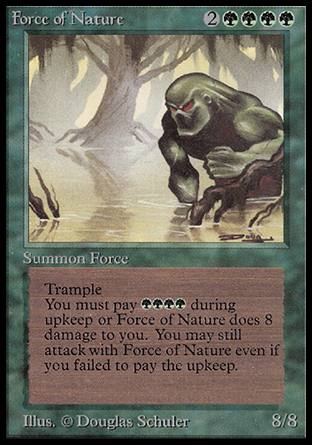 Force of Nature 2
Summon Force
Trample
You must pay during
upkeep or Force of Nature does 8
damage to you. You may still
attack with Force of Nature even if
you failed to pay the upkeep.
Illus. © Douglas Schuler 8/8